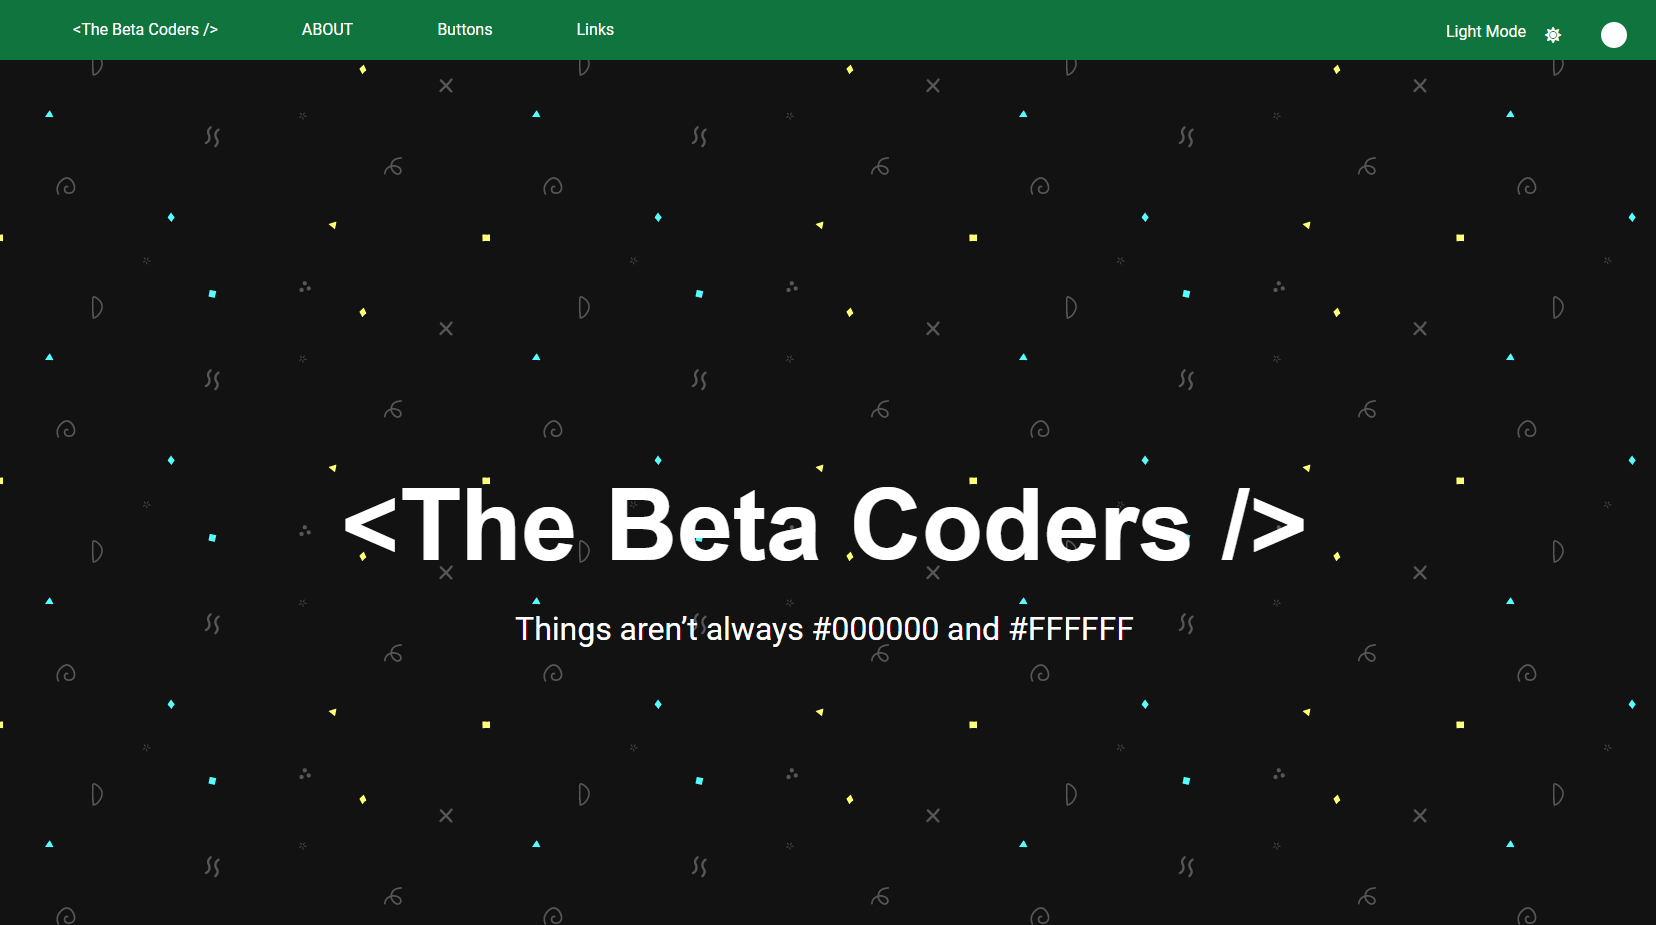 <The Beta Coders /> ABOUT Buttons Links Light Mode
<The Beta Coders />
Things aren’t always #000000 and #FFFFFF